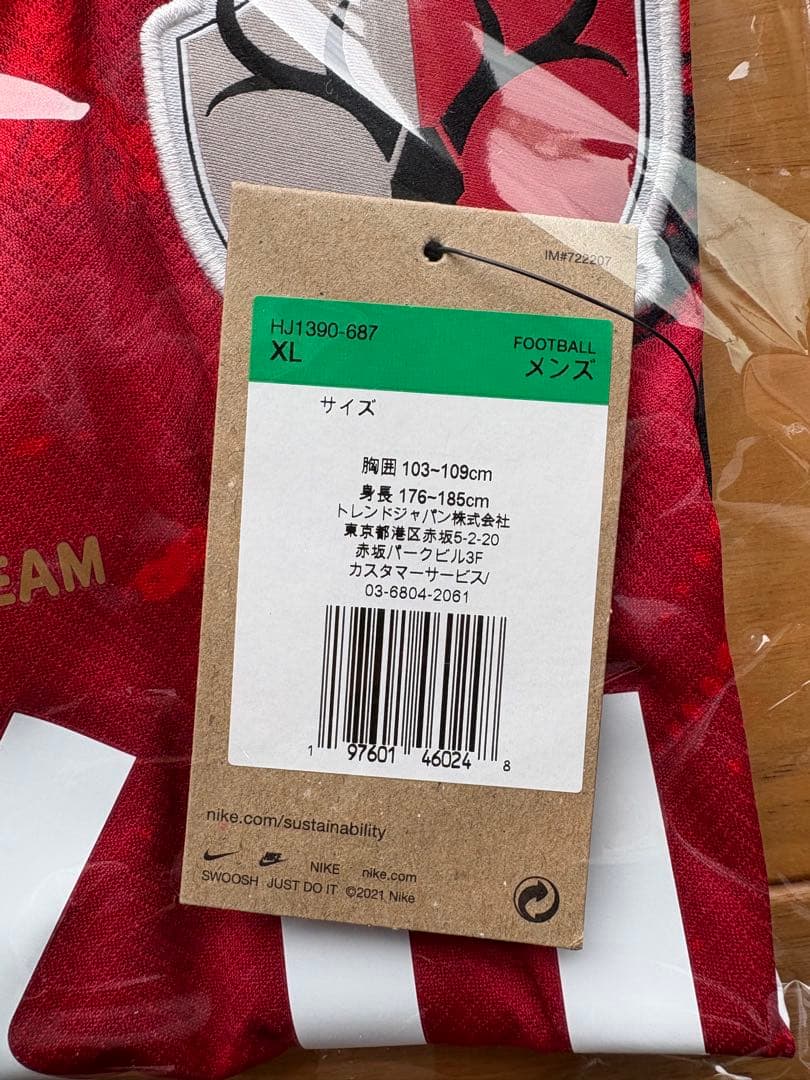 IM#722207
HJ1390-687
XL
FOOTBALL
メンズ
サイズ
胸囲 103~109cm
身長 176~185cm
トレンドジャパン株式会社
東京都港区赤坂5-2-20
赤坂パークビル3F
カスタマーサービス/
03-6804-2061
1 97601 46024 8
EAM
nike.com/sustainability
NIKE nike.com
SWOOSH JUST DO IT ©2021 Nike